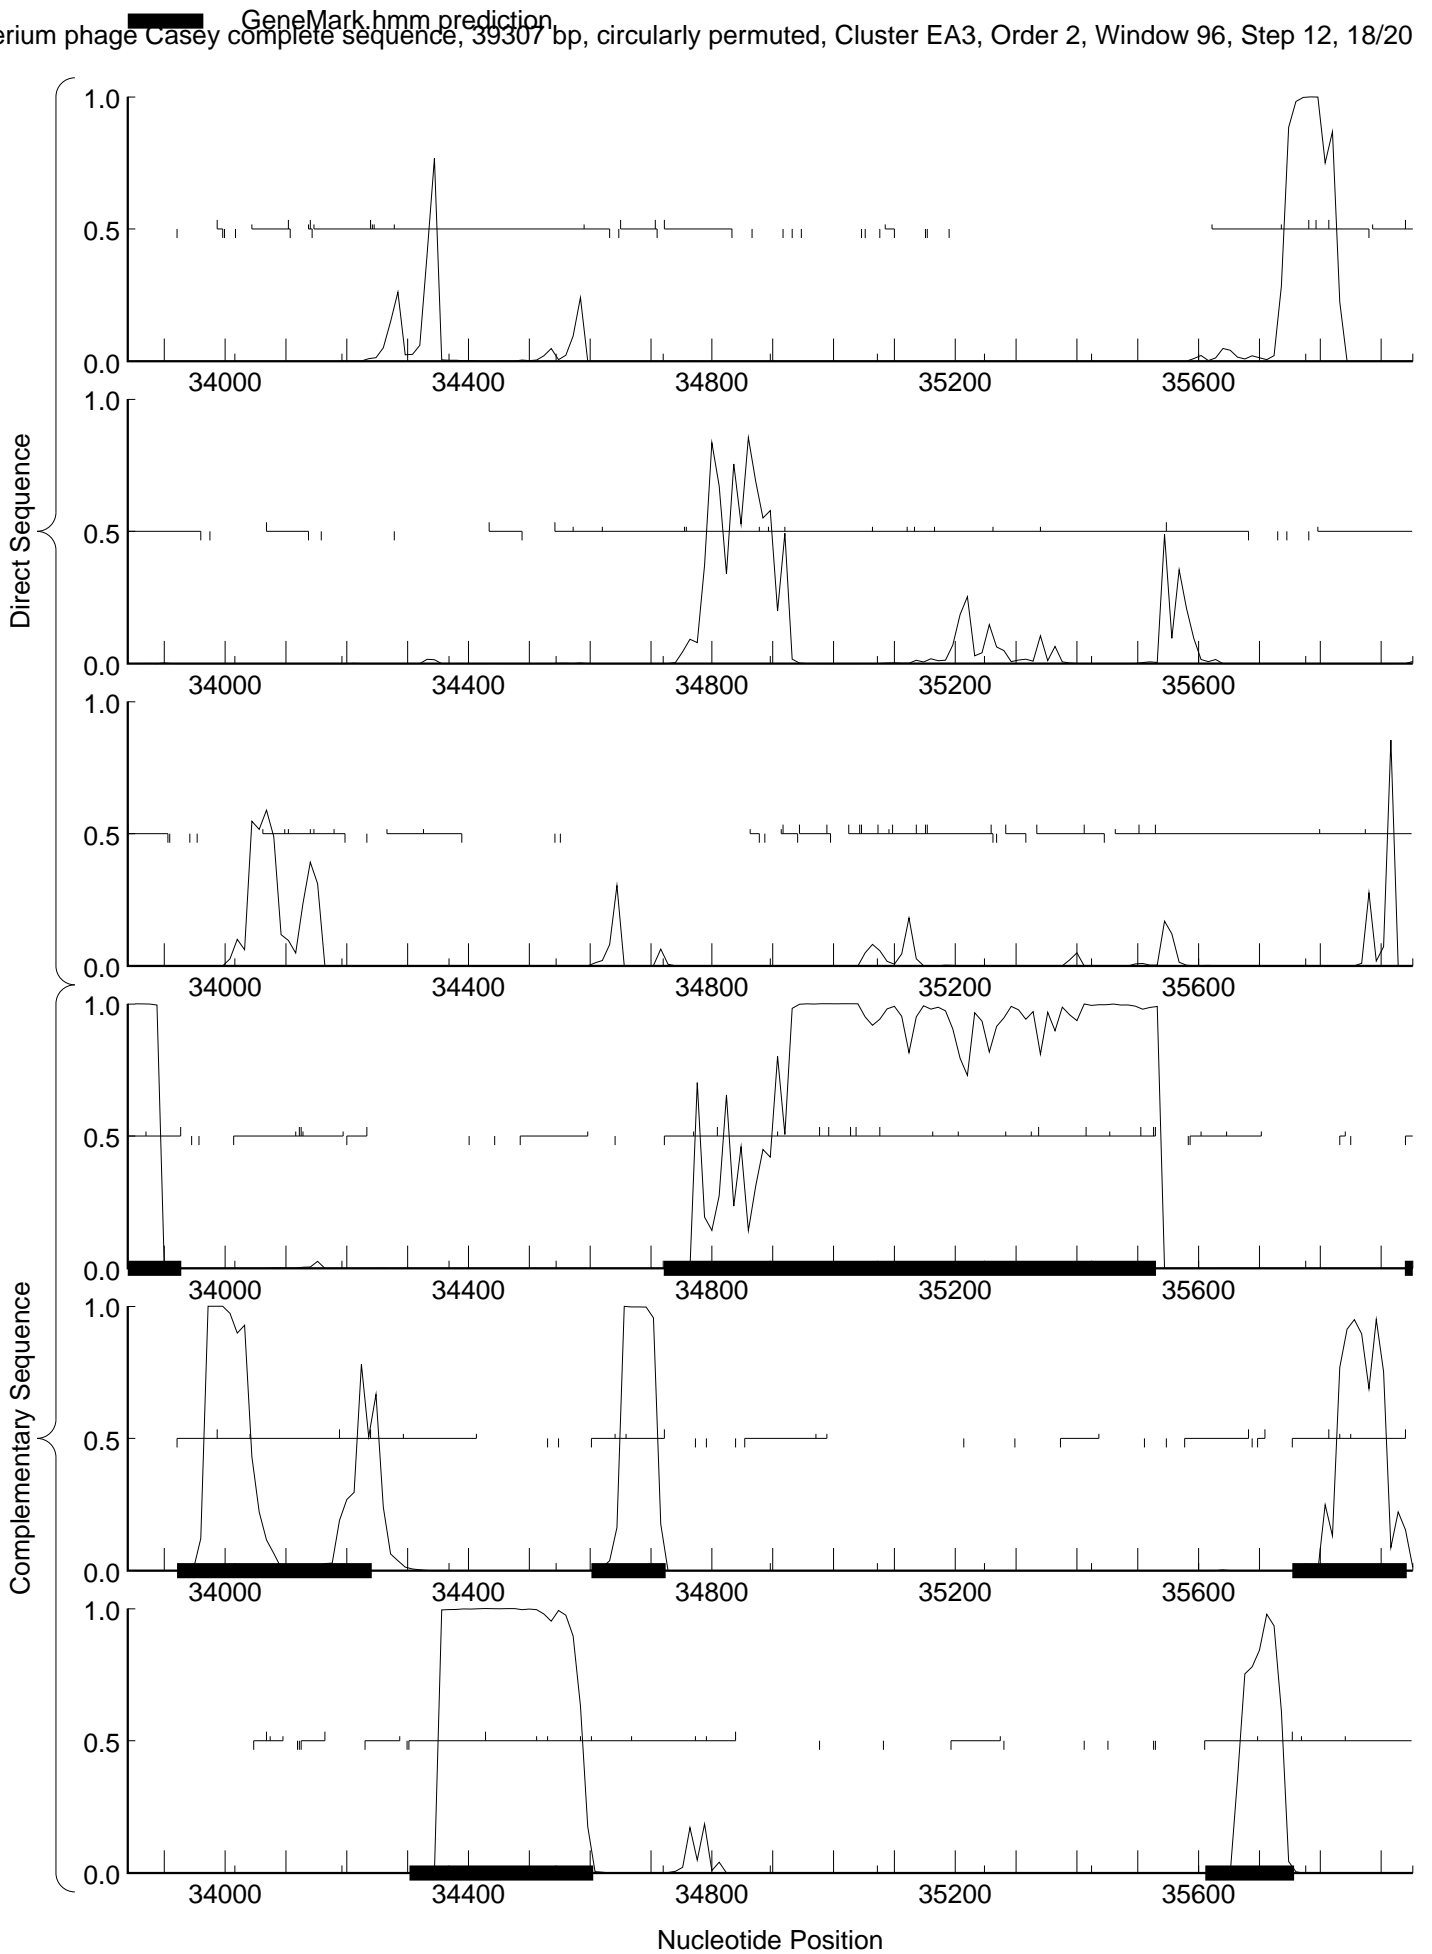 GeneMark.hmm prediction
erium phage Casey complete sequence, 39307 bp, circularly permuted, Cluster EA3, Order 2, Window 96, Step 12, 18/20
Direct Sequence
1.0
0.5
0.0
34000 34400 34800 35200 35600
1.0
0.5
0.0
34000 34400 34800 35200 35600
1.0
0.5
0.0
34000 34400 34800 35200 35600
Complementary Sequence
1.0
0.5
0.0
34000 34400 34800 35200 35600
1.0
0.5
0.0
34000 34400 34800 35200 35600
1.0
0.5
0.0
34000 34400 34800 35200 35600
Nucleotide Position